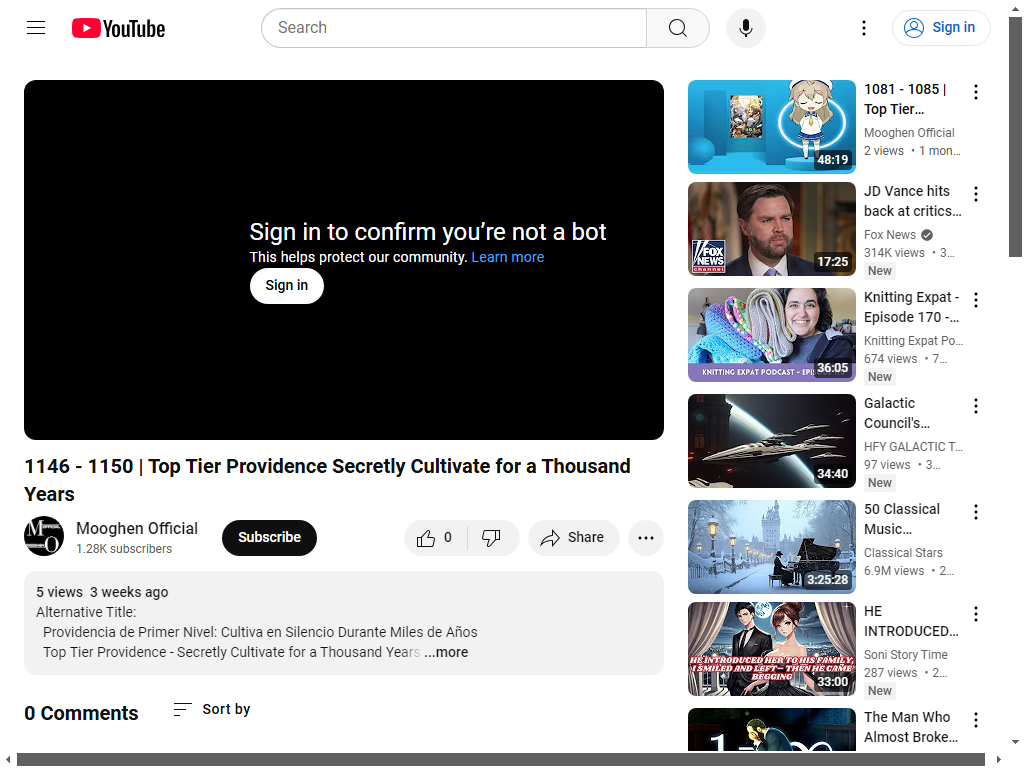 YouTube
Search
Sign in
Sign in to confirm you're not a bot
This helps protect our community. Learn more
Sign in
1146 - 1150 | Top Tier Providence Secretly Cultivate for a Thousand
Years
Mooghen Official
1.28K subscribers
Subscribe
0
Share
5 views 3 weeks ago
Alternative Title:
Providencia de Primer Nivel: Cultiva en Silencio Durante Miles de Años
Top Tier Providence - Secretly Cultivate for a Thousand Years ...more
0 Comments
Sort by
48:19
1081 - 1085 |
Top Tier...
Mooghen Official
2 views • 1 mon...
FOX
NEWS
channel
17:25
JD Vance hits
back at critics...
Fox News
314K views • 3...
New
KNITTING EXPAT PODCAST - EPI
36:05
Knitting Expat -
Episode 170 -...
Knitting Expat Po...
674 views • 7...
New
34:40
Galactic
Council's...
HFY GALACTIC T...
97 views • 3...
New
3:25:28
50 Classical
Music...
Classical Stars
6.9M views • 2...
HE INTRODUCED HER TO HIS FAMILY,
I SMILED AND LEFT— THEN HE CAME
BEGGING
33:00
HE
INTRODUCED...
Soni Story Time
287 views • 2...
New
The Man Who
Almost Broke...